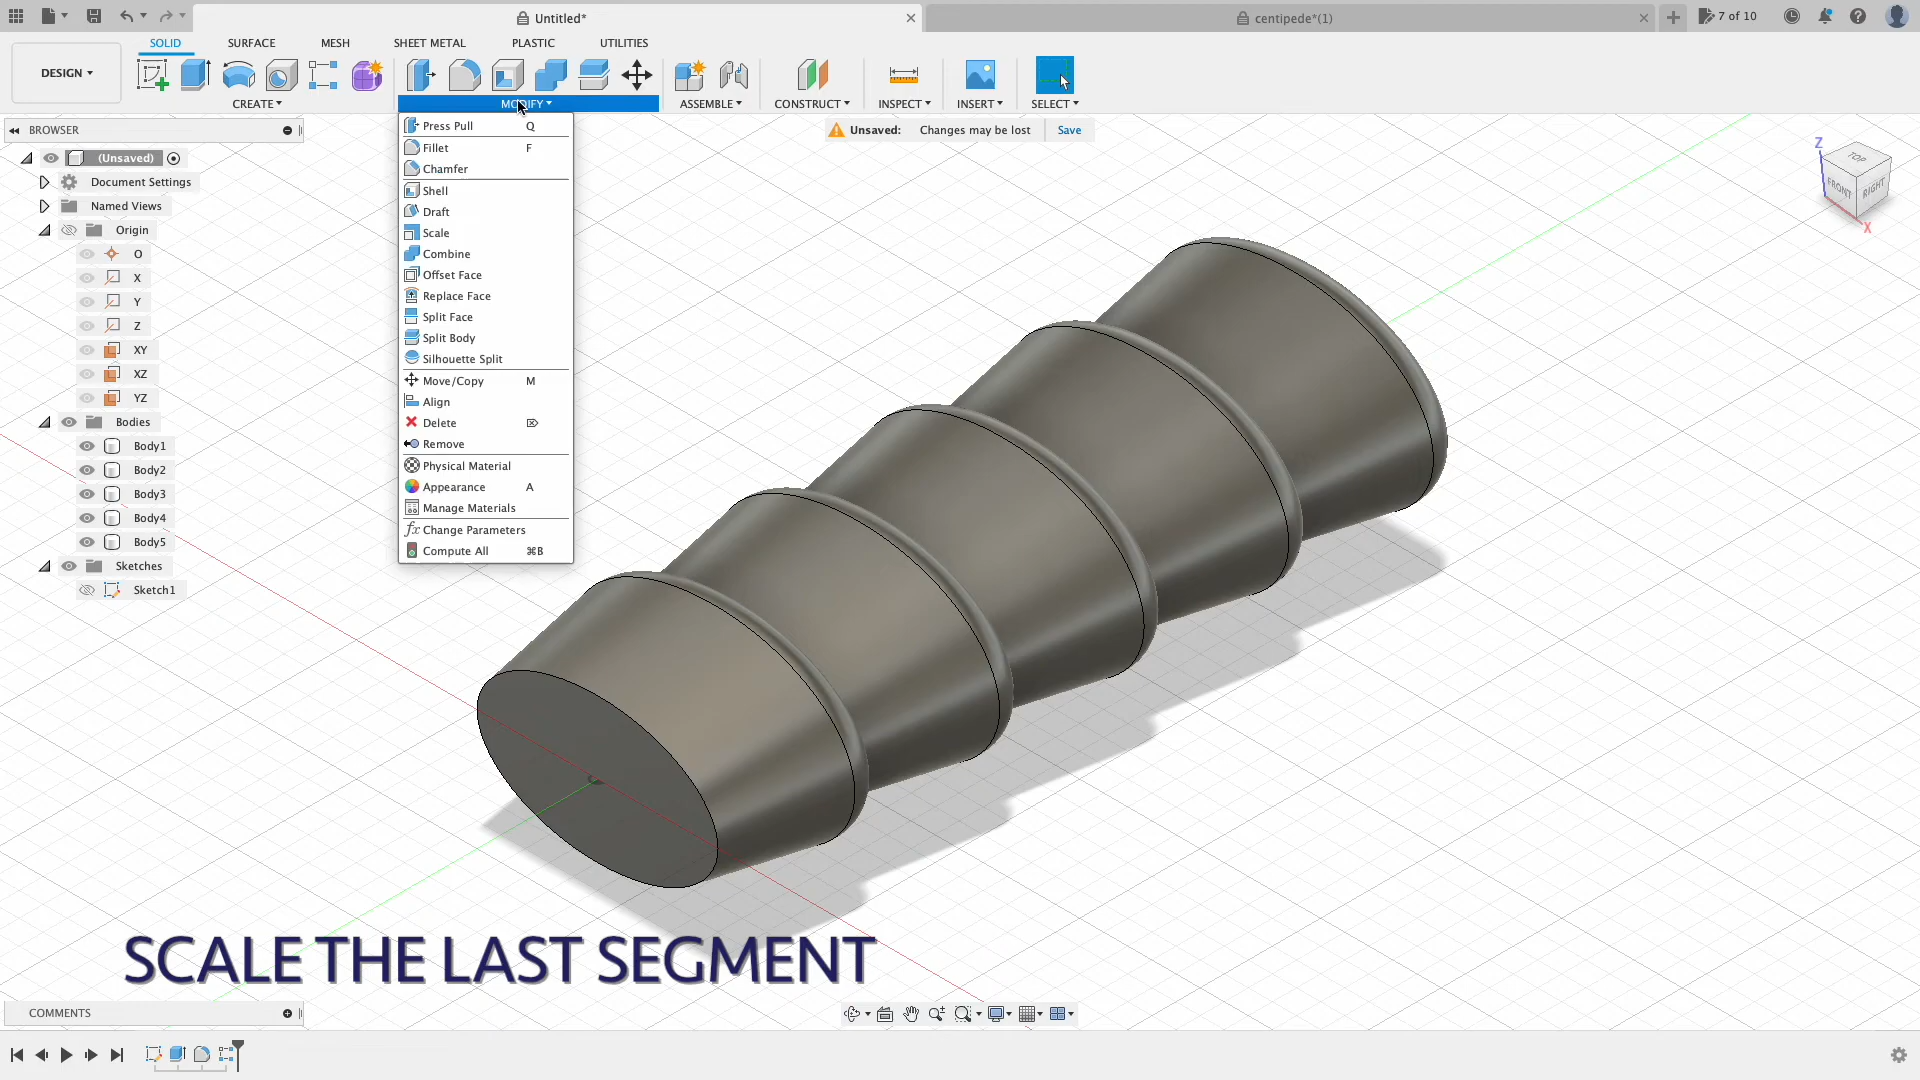 Untitled*
centipede*(1)
7 of 10
SOLID
SURFACE
MESH
SHEET METAL
PLASTIC
UTILITIES
DESIGN
CREATE
MODIFY
ASSEMBLE
CONSTRUCT
INSPECT
INSERT
SELECT
BROWSER
Unsaved: Changes may be lost Save
(Unsaved)
Document Settings
Named Views
Origin
O
X
Y
Z
XY
XZ
YZ
Bodies
Body1
Body2
Body3
Body4
Body5
Sketches
Sketch1
Press Pull Q
Fillet F
Chamfer
Shell
Draft
Scale
Combine
Offset Face
Replace Face
Split Face
Split Body
Silhouette Split
Move/Copy M
Align
Delete
Remove
Physical Material
Appearance A
Manage Materials
Change Parameters
Compute All ⌘B
Z
TOP
FRONT
RIGHT
X
SCALE THE LAST SEGMENT
COMMENTS